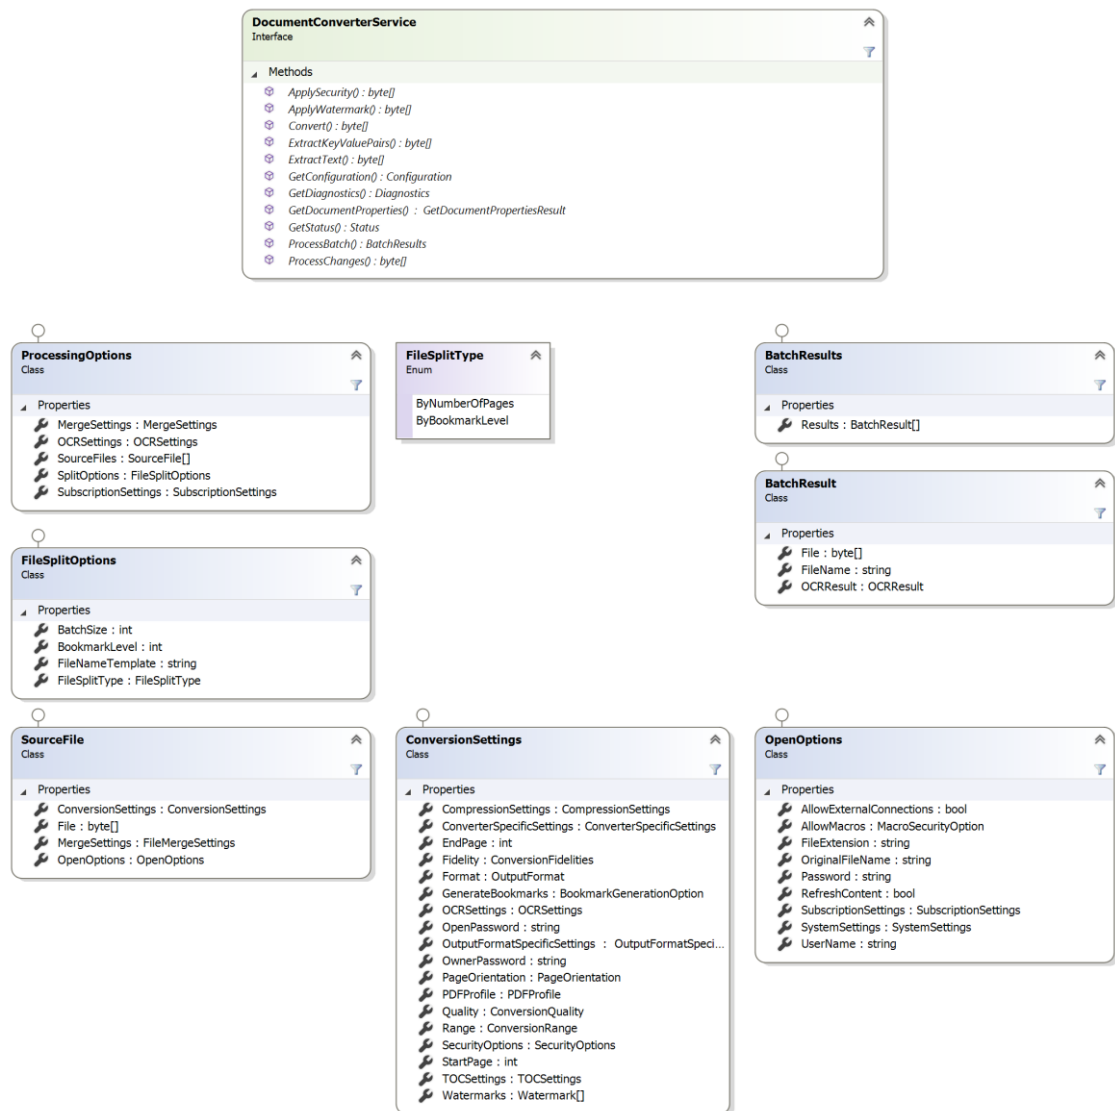 DocumentConverterService
Interface
Methods
ApplySecurity() : byte[]
ApplyWatermark() : byte[]
Convert() : byte[]
ExtractKeyValuePairs() : byte[]
ExtractText() : byte[]
GetConfiguration() : Configuration
GetDiagnostics() : Diagnostics
GetDocumentProperties() : GetDocumentPropertiesResult
GetStatus() : Status
ProcessBatch() : BatchResults
ProcessChanges() : byte[]
ProcessingOptions
Class
Properties
MergeSettings : MergeSettings
OCRSettings : OCRSettings
SourceFiles : SourceFile[]
SplitOptions : FileSplitOptions
SubscriptionSettings : SubscriptionSettings
FileSplitType
Enum
ByNumberOfPages
ByBookmarkLevel
BatchResults
Class
Properties
Results : BatchResult[]
BatchResult
Class
Properties
File : byte[]
FileName : string
OCRResult : OCRResult
FileSplitOptions
Class
Properties
BatchSize : int
BookmarkLevel : int
FileNameTemplate : string
FileSplitType : FileSplitType
SourceFile
Class
Properties
ConversionSettings : ConversionSettings
File : byte[]
MergeSettings : FileMergeSettings
OpenOptions : OpenOptions
ConversionSettings
Class
Properties
CompressionSettings : CompressionSettings
ConverterSpecificSettings : ConverterSpecificSettings
EndPage : int
Fidelity : ConversionFidelities
Format : OutputFormat
GenerateBookmarks : BookmarkGenerationOption
OCRSettings : OCRSettings
OpenPassword : string
OutputFormatSpecificSettings : OutputFormatSpeci...
OwnerPassword : string
PageOrientation : PageOrientation
PDFProfile : PDFProfile
Quality : ConversionQuality
Range : ConversionRange
SecurityOptions : SecurityOptions
StartPage : int
TOCSettings : TOCSettings
Watermarks : Watermark[]
OpenOptions
Class
Properties
AllowExternalConnections : bool
AllowMacros : MacroSecurityOption
FileExtension : string
OriginalFileName : string
Password : string
RefreshContent : bool
SubscriptionSettings : SubscriptionSettings
SystemSettings : SystemSettings
UserName : string